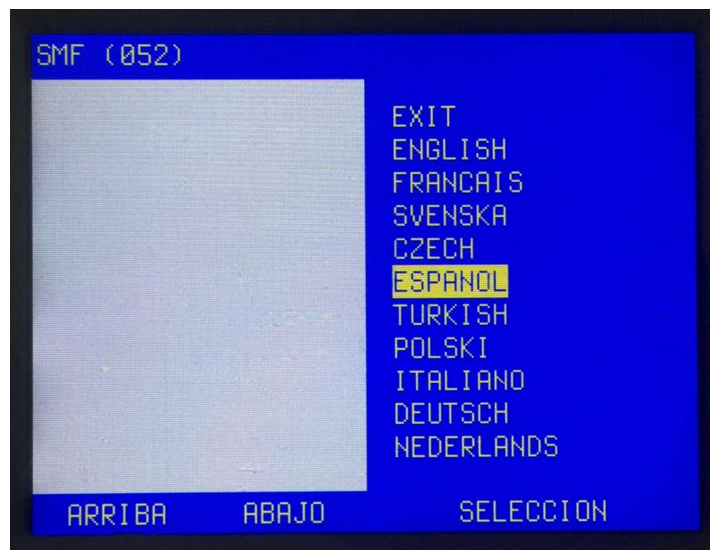 SMF (052)
EXIT
ENGLISH
FRANCAIS
SVENSKA
CZECH
ESPANOL
TURKISH
POLSKI
ITALIANO
DEUTSCH
NEDERLANDS
ARRIBA ABAJO SELECCION